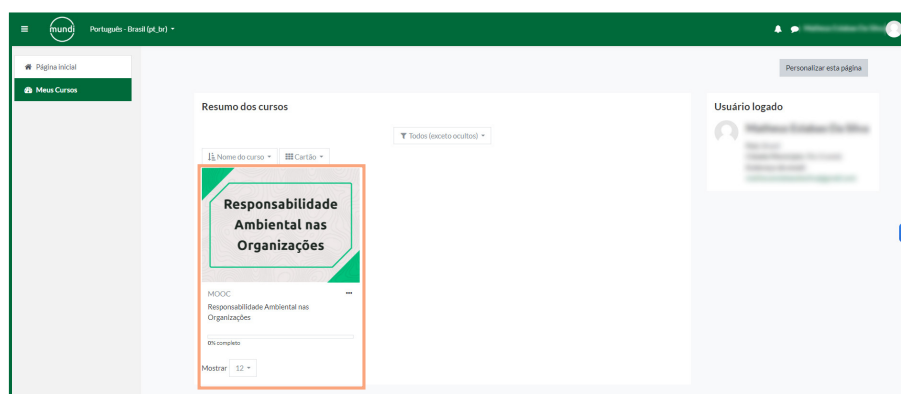 mundi
Português - Brasil (pt_br)
Página inicial
Meus Cursos
Personalizar esta página
Resumo dos cursos
Todos (exceto ocultos)
Nome do curso
Cartão
Responsabilidade
Ambiental nas
Organizações
MOOC
Responsabilidade Ambiental nas
Organizações
0% completo
Mostrar 12
Usuário logado